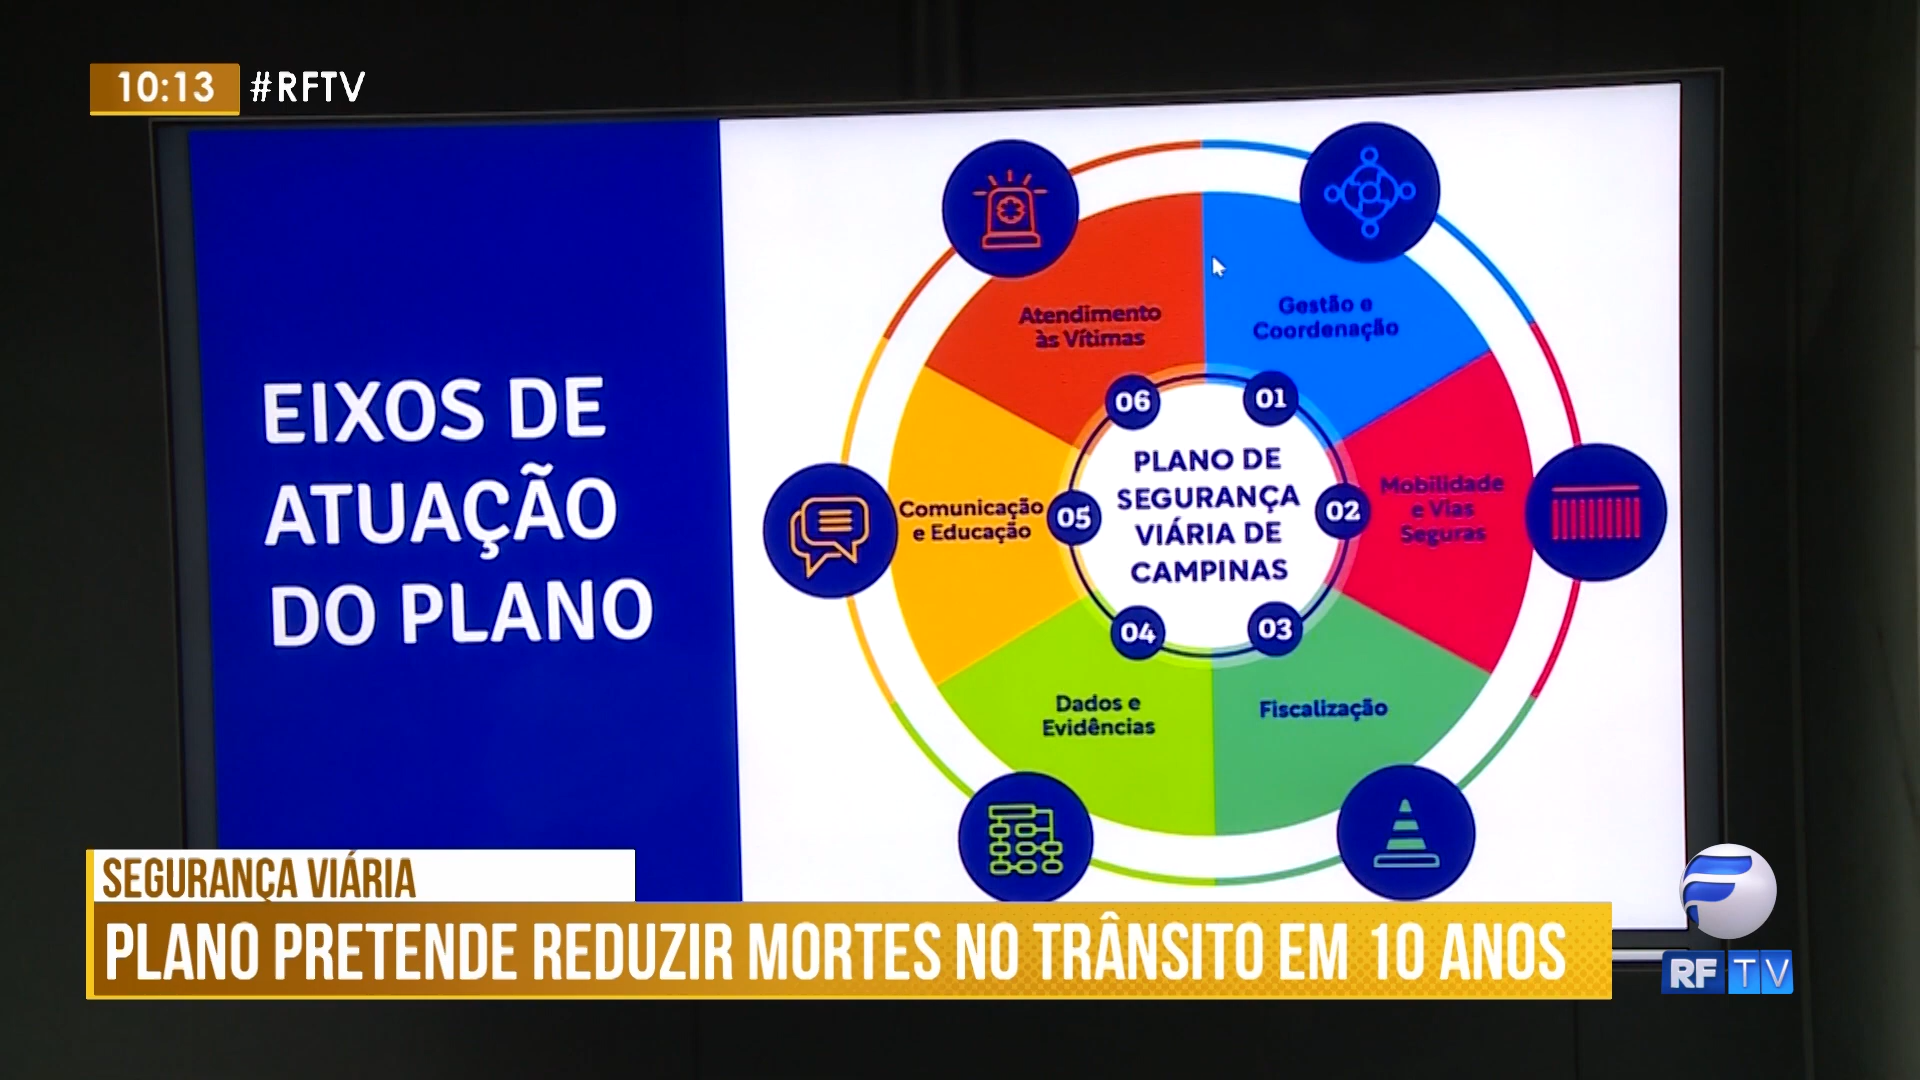 10:13 #RFTV
EIXOS DE
ATUAÇÃO
DO PLANO
Atendimento
às Vítimas
Gestão e
Coordenação
Comunicação
e Educação
Mobilidade
e Vias
Seguras
Dados e
Evidências
Fiscalização
06
01
05
02
04
03
PLANO DE
SEGURANÇA
VIÁRIA DE
CAMPINAS
SEGURANÇA VIÁRIA
PLANO PRETENDE REDUZIR MORTES NO TRÂNSITO EM 10 ANOS
RFTV